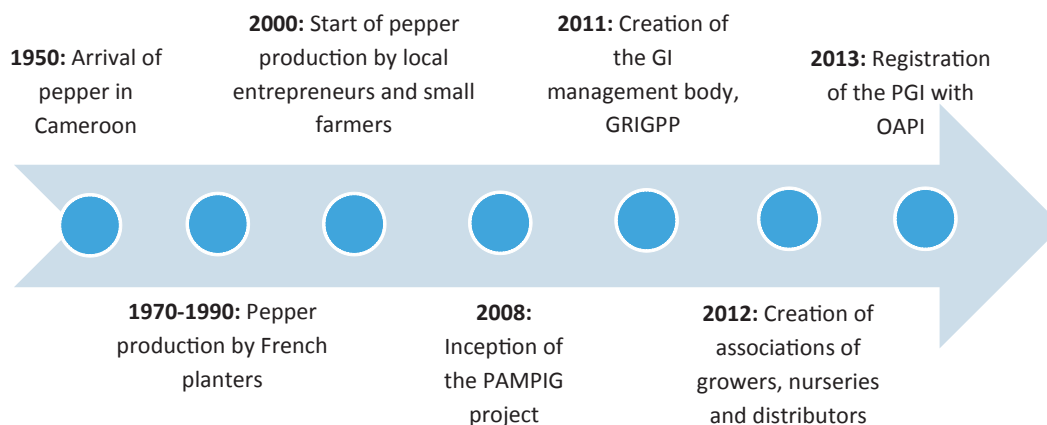 1950: Arrival of
pepper in
Cameroon
2000: Start of pepper
production by local
entrepreneurs and small
farmers
2011: Creation of
the GI
management body,
GRIGPP
2013: Registration
of the PGI with
OAPI
1970-1990: Pepper
production by French
planters
2008:
Inception of
the PAMPIG
project
2012: Creation of
associations of
growers, nurseries
and distributors